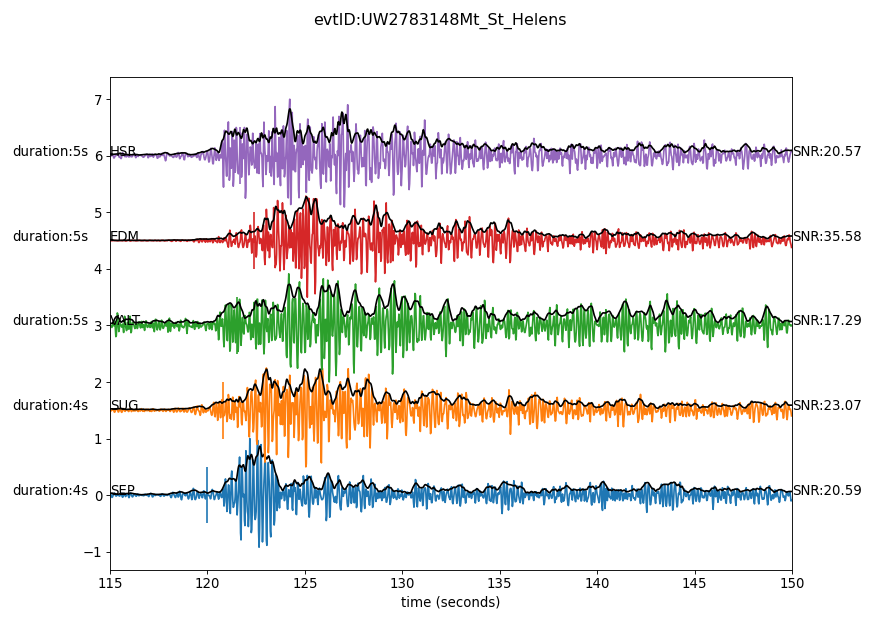 evtID:UW2783148Mt_St_Helens
7
duration:5s HSR SNR:20.57
6
5
duration:5s EDM SNR:35.58
4
duration:5s VALT SNR:17.29
3
2
duration:4s SUG SNR:23.07
1
duration:4s SEP SNR:20.59
0
−1
115 120 125 130 135 140 145 150
time (seconds)